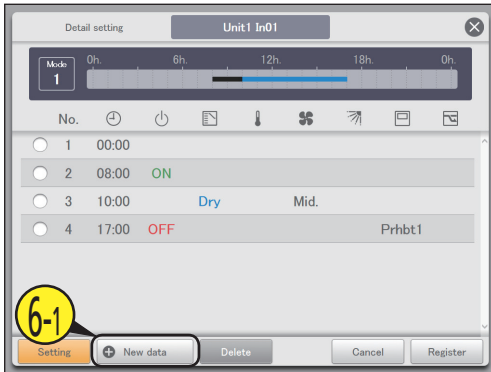 Detail setting Unit1 In01
Mode 0h. 6h. 12h. 18h. 0h.
1
No.
1 00:00
2 08:00 ON
3 10:00 Dry Mid.
4 17:00 OFF Prhbt1
6-1
Setting New data Delete Cancel Register